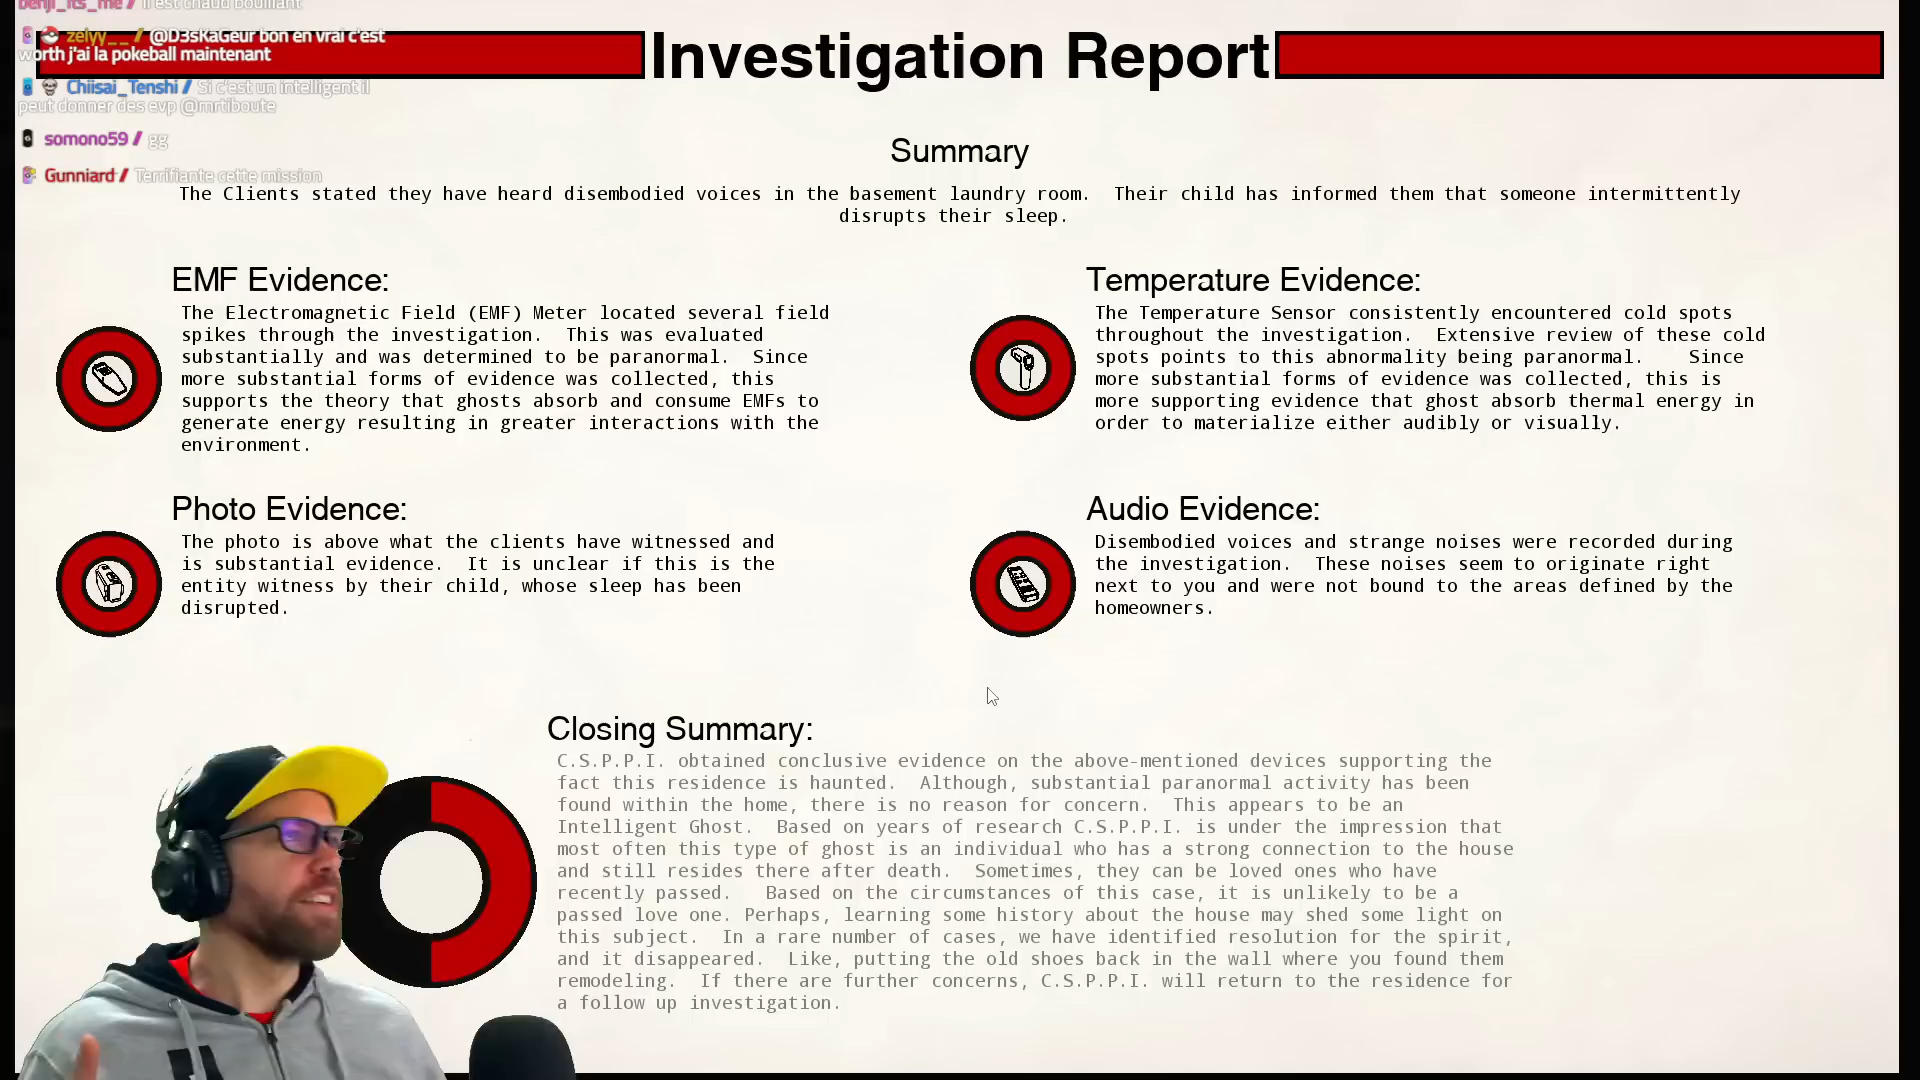 benji_its_me / il est chaud bouillant
zelyy__ / @D3sKaGeur bon en vrai c'est
worth j'ai la pokeball maintenant
Chiisai_Tenshi / Si c'est un intelligent il
peut donner des evp @mrtiboute
somono59 / gg
Gunniard / Terrifiante cette mission
Investigation Report
Summary
The Clients stated they have heard disembodied voices in the basement laundry room.  Their child has informed them that someone intermittently
disrupts their sleep.
EMF Evidence:
The Electromagnetic Field (EMF) Meter located several field
spikes through the investigation.  This was evaluated
substantially and was determined to be paranormal.  Since
more substantial forms of evidence was collected, this
supports the theory that ghosts absorb and consume EMFs to
generate energy resulting in greater interactions with the
environment.
Temperature Evidence:
The Temperature Sensor consistently encountered cold spots
throughout the investigation.  Extensive review of these cold
spots points to this abnormality being paranormal.    Since
more substantial forms of evidence was collected, this is
more supporting evidence that ghost absorb thermal energy in
order to materialize either audibly or visually.
Photo Evidence:
The photo is above what the clients have witnessed and
is substantial evidence.  It is unclear if this is the
entity witness by their child, whose sleep has been
disrupted.
Audio Evidence:
Disembodied voices and strange noises were recorded during
the investigation.  These noises seem to originate right
next to you and were not bound to the areas defined by the
homeowners.
Closing Summary:
C.S.P.P.I. obtained conclusive evidence on the above-mentioned devices supporting the
fact this residence is haunted.  Although, substantial paranormal activity has been
found within the home, there is no reason for concern.  This appears to be an
Intelligent Ghost.  Based on years of research C.S.P.P.I. is under the impression that
most often this type of ghost is an individual who has a strong connection to the house
and still resides there after death.  Sometimes, they can be loved ones who have
recently passed.   Based on the circumstances of this case, it is unlikely to be a
passed love one. Perhaps, learning some history about the house may shed some light on
this subject.  In a rare number of cases, we have identified resolution for the spirit,
and it disappeared.  Like, putting the old shoes back in the wall where you found them
remodeling.  If there are further concerns, C.S.P.P.I. will return to the residence for
a follow up investigation.